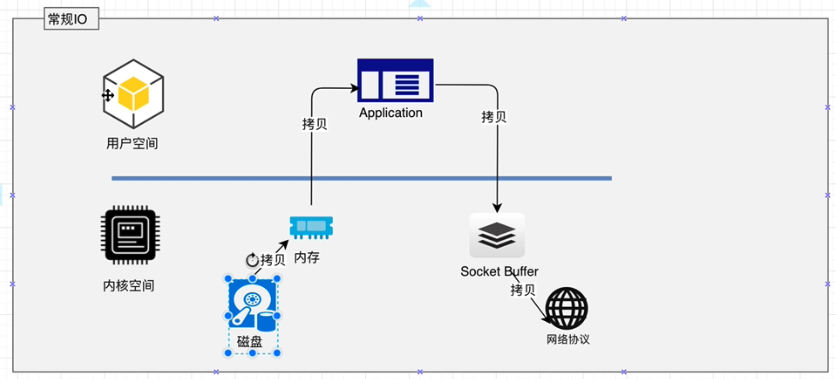 常规IO
用户空间
Application
拷贝
拷贝
内核空间
内存
拷贝
Socket Buffer
拷贝
磁盘
网络协议